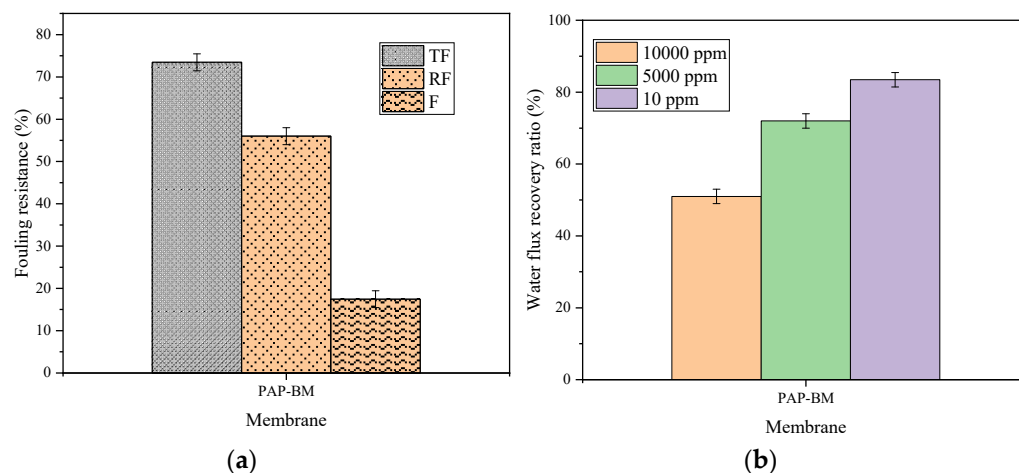 80
70
60
50
40
30
20
10
0
Fouling resistance (%)
TF
RF
F
PAP-BM
Membrane
(a)
100
80
60
40
20
0
Water flux recovery ratio (%)
10000 ppm
5000 ppm
10 ppm
PAP-BM
Membrane
(b)